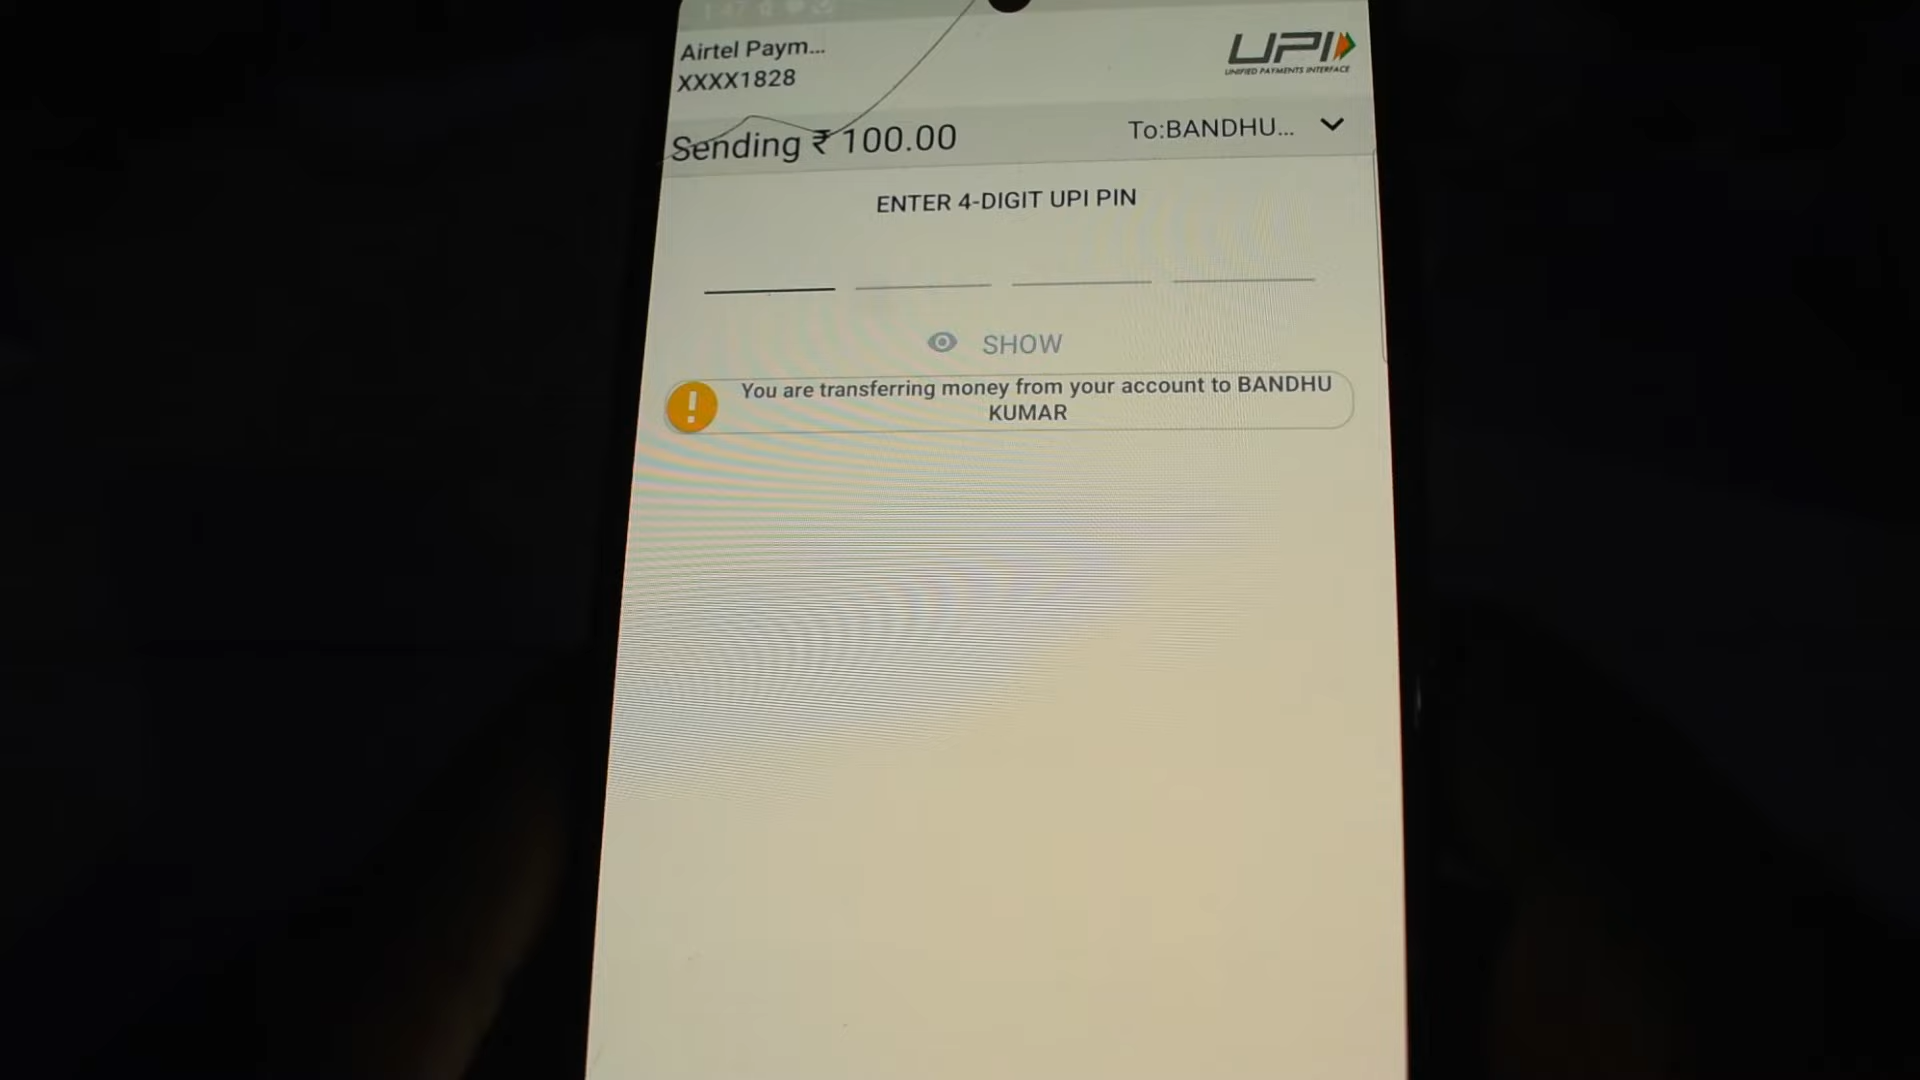 Airtel Paym...
XXXX1828
UPI
UNIFIED PAYMENTS INTERFACE
Sending ₹ 100.00
To:BANDHU...
ENTER 4-DIGIT UPI PIN
SHOW
You are transferring money from your account to BANDHU
KUMAR